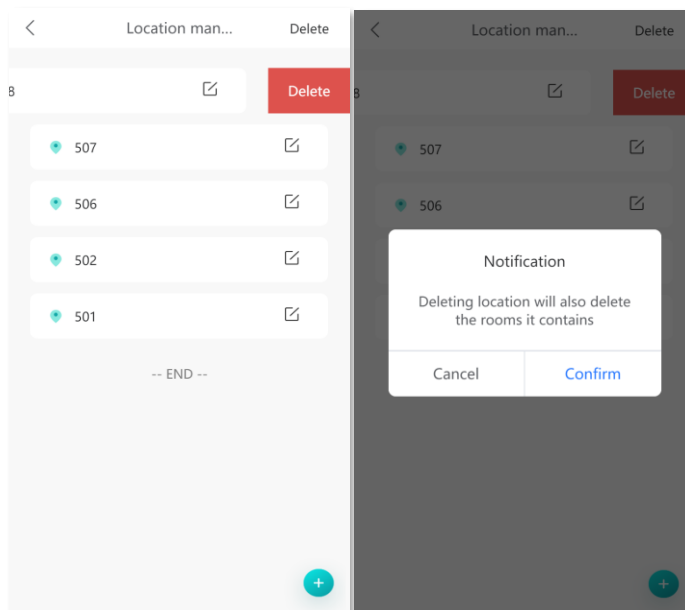 Location man...
Delete
8
Delete
507
506
502
501
-- END --
Location man...
Delete
8
Delete
507
506
Notification
Deleting location will also delete
the rooms it contains
Cancel
Confirm